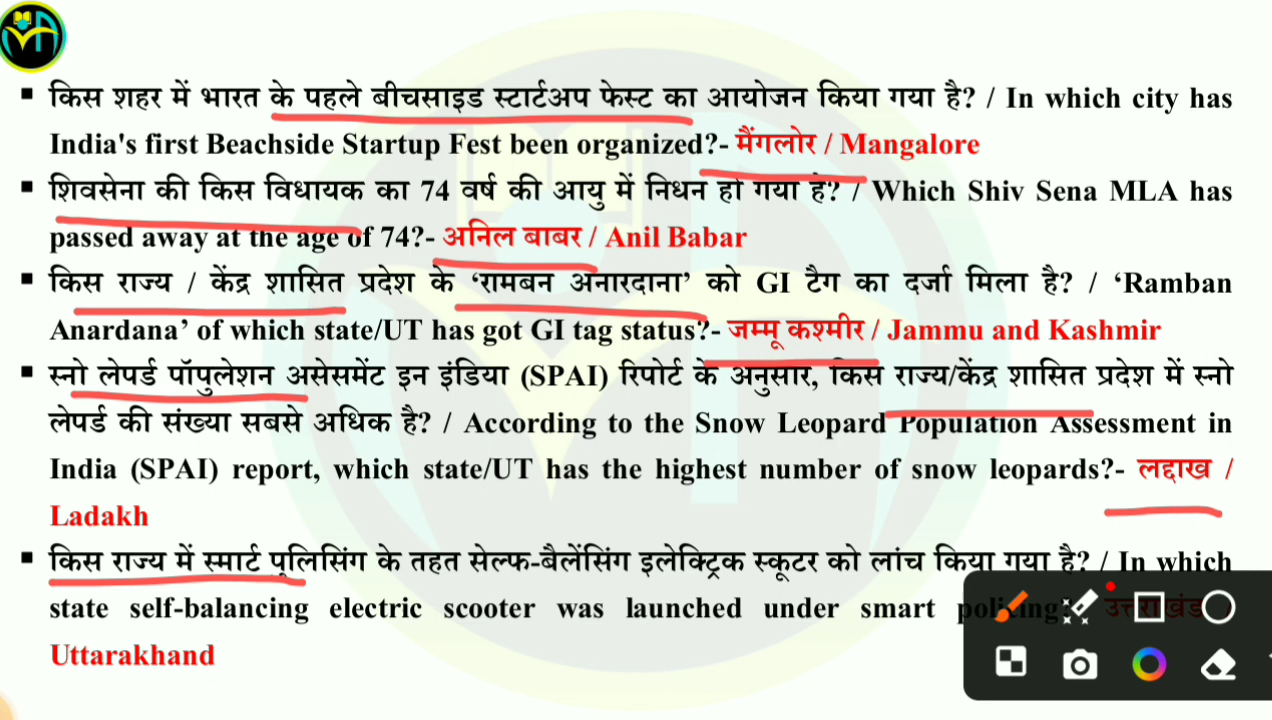 ▪ किस शहर में भारत के पहले बीचसाइड स्टार्टअप फेस्ट का आयोजन किया गया है? / In which city has
India's first Beachside Startup Fest been organized?- मैंगलोर / Mangalore
▪ शिवसेना की किस विधायक का 74 वर्ष की आयु में निधन हो गया है? / Which Shiv Sena MLA has
passed away at the age of 74?- अनिल बाबर / Anil Babar
▪ किस राज्य / केंद्र शासित प्रदेश के ‘रामबन अनारदाना’ को GI टैग का दर्जा मिला है? / ‘Ramban
Anardana’ of which state/UT has got GI tag status?- जम्मू कश्मीर / Jammu and Kashmir
▪ स्नो लेपर्ड पॉपुलेशन असेसमेंट इन इंडिया (SPAI) रिपोर्ट के अनुसार, किस राज्य/केंद्र शासित प्रदेश में स्नो
लेपर्ड की संख्या सबसे अधिक है? / According to the Snow Leopard Population Assessment in
India (SPAI) report, which state/UT has the highest number of snow leopards?- लद्दाख /
Ladakh
▪ किस राज्य में स्मार्ट पूलिसिंग के तहत सेल्फ-बैलेंसिंग इलेक्ट्रिक स्कूटर को लांच किया गया है? / In which
state self-balancing electric scooter was launched under smart policing?- उत्तराखंड /
Uttarakhand